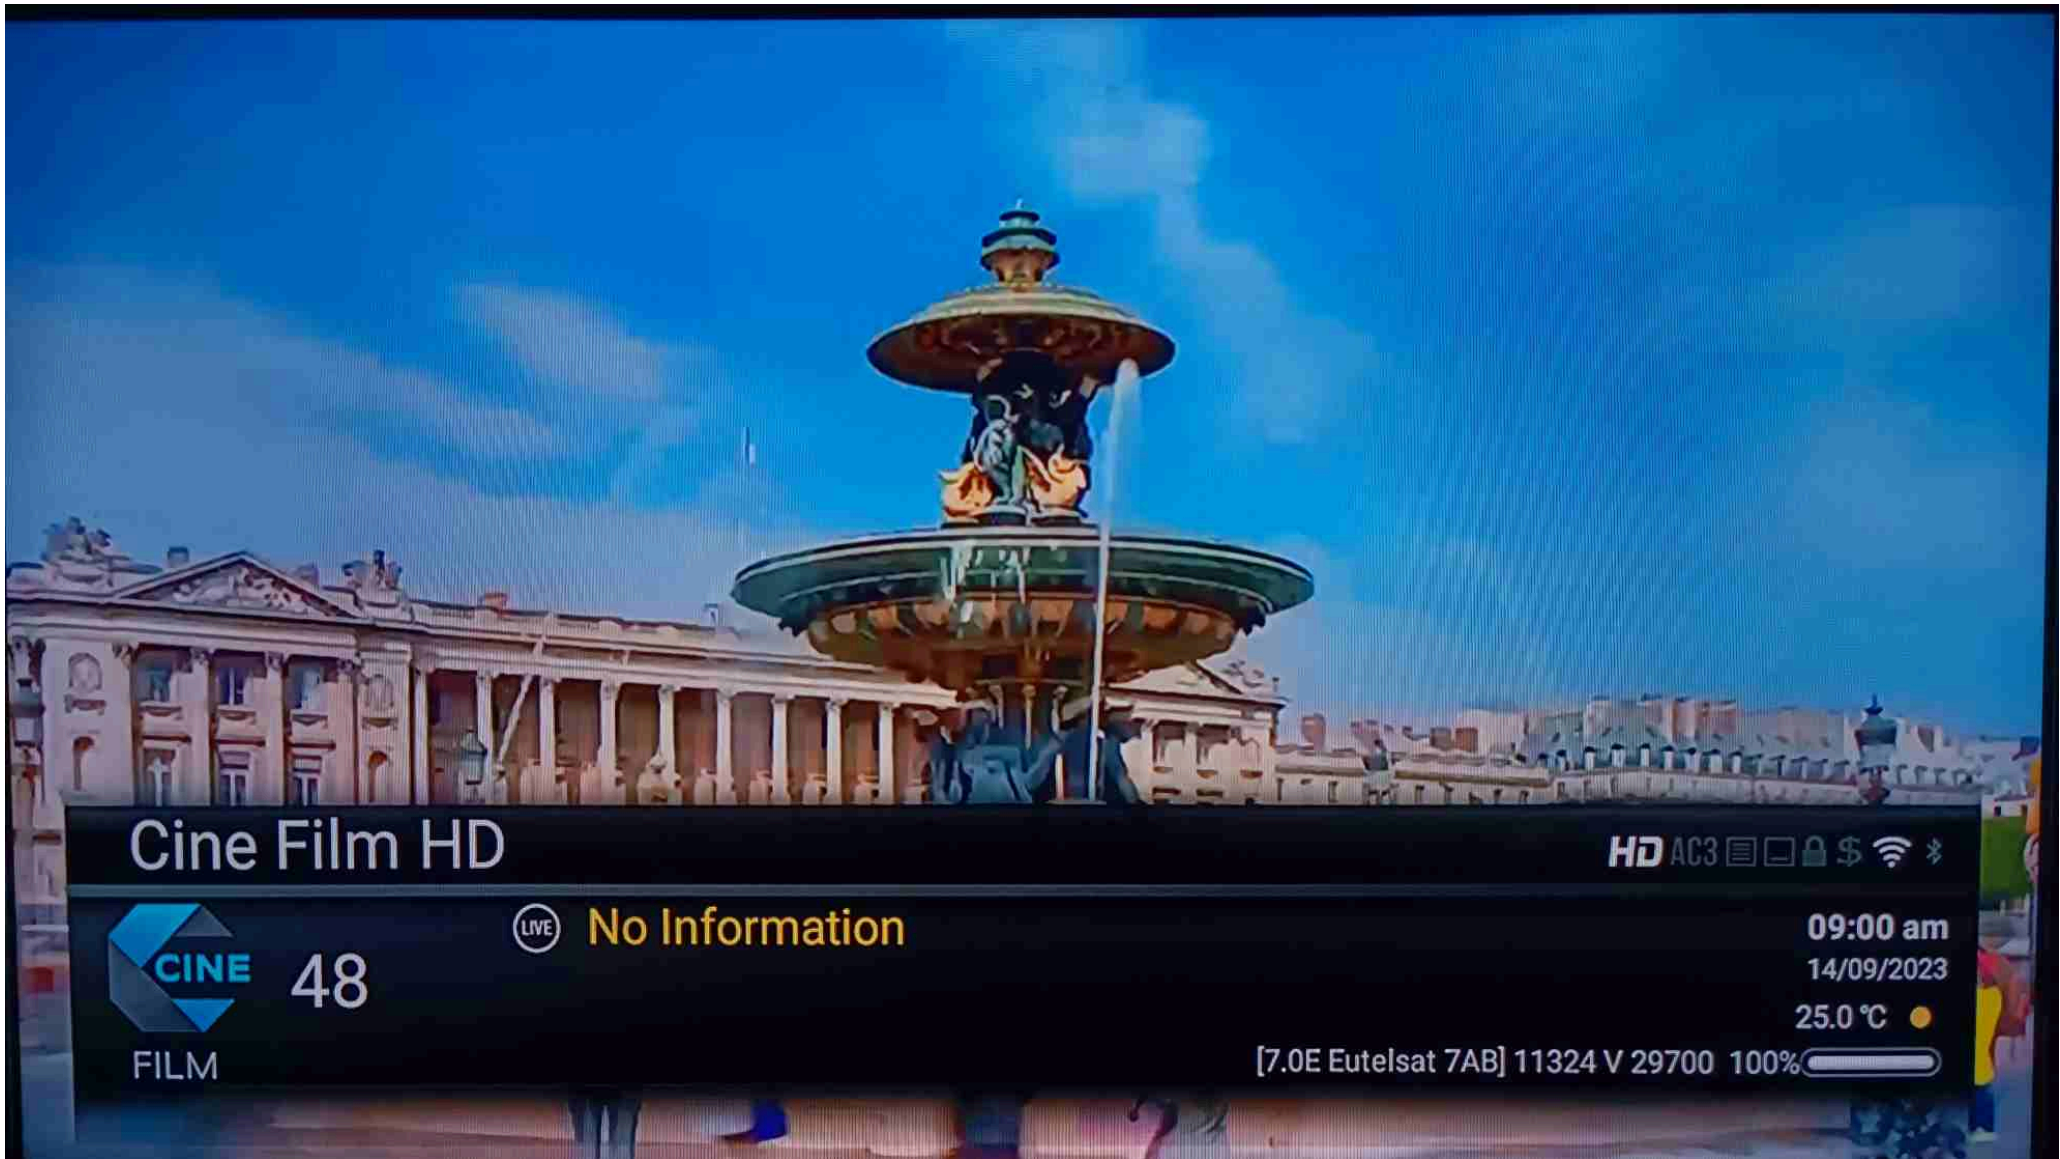 Cine Film HD
HD AC3 $
CINE
FILM
48
LIVE No Information
09:00 am
14/09/2023
25.0 °C
[7.0E Eutelsat 7AB] 11324 V 29700 100%